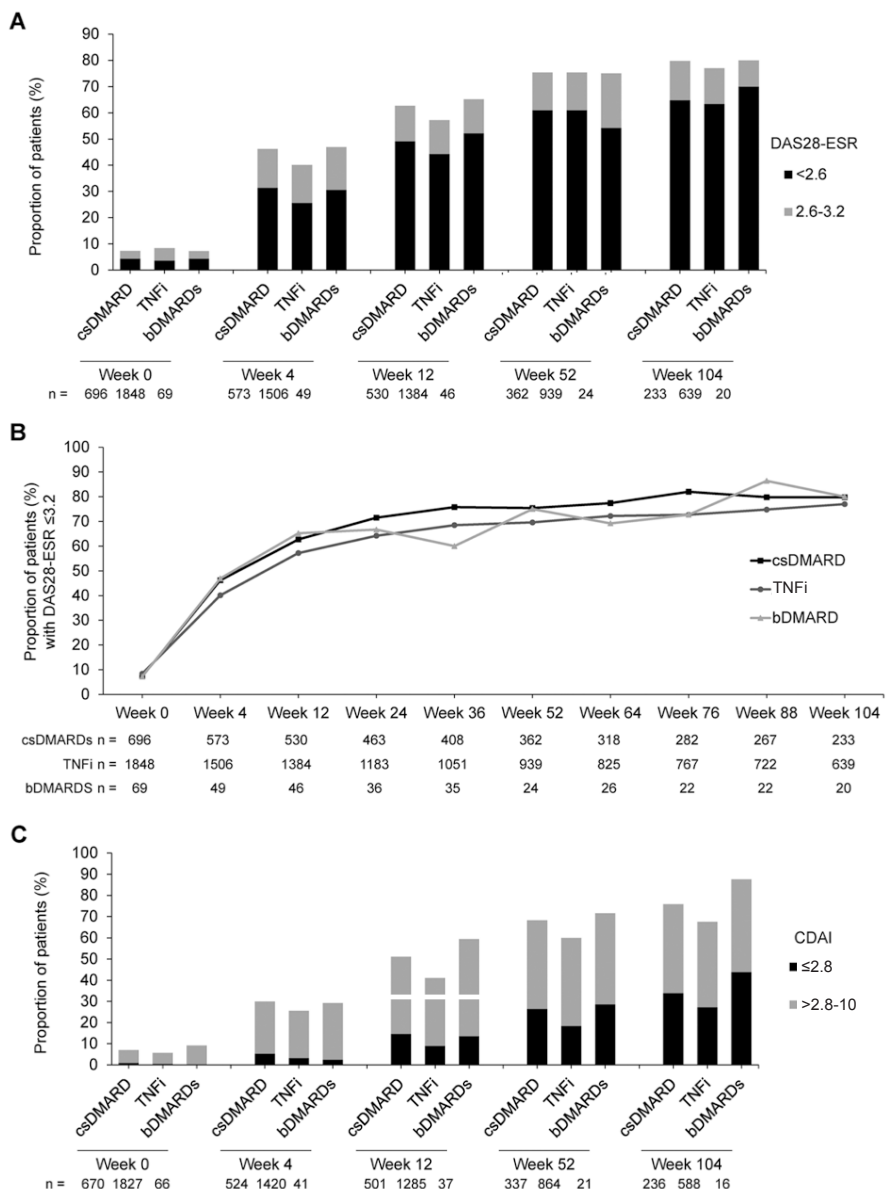 A
Proportion of patients (%)
90
80
70
60
50
40
30
20
10
0
DAS28-ESR
<2.6
2.6-3.2
csDMARD TNFi bDMARDs csDMARD TNFi bDMARDs csDMARD TNFi bDMARDs csDMARD TNFi bDMARDs csDMARD TNFi bDMARDs
Week 0 Week 4 Week 12 Week 52 Week 104
n = 696 1848 69 573 1506 49 530 1384 46 362 939 24 233 639 20
B
Proportion of patients (%)
with DAS28-ESR ≤3.2
100
90
80
70
60
50
40
30
20
10
0
csDMARD
TNFi
bDMARD
Week 0 Week 4 Week 12 Week 24 Week 36 Week 52 Week 64 Week 76 Week 88 Week 104
csDMARDs n = 696 573 530 463 408 362 318 282 267 233
TNFi n = 1848 1506 1384 1183 1051 939 825 767 722 639
bDMARDS n = 69 49 46 36 35 24 26 22 22 20
C
Proportion of patients (%)
100
90
80
70
60
50
40
30
20
10
0
CDAI
≤2.8
>2.8-10
csDMARD TNFi bDMARDs csDMARD TNFi bDMARDs csDMARD TNFi bDMARDs csDMARD TNFi bDMARDs csDMARD TNFi bDMARDs
Week 0 Week 4 Week 12 Week 52 Week 104
n = 670 1827 66 524 1420 41 501 1285 37 337 864 21 236 588 16